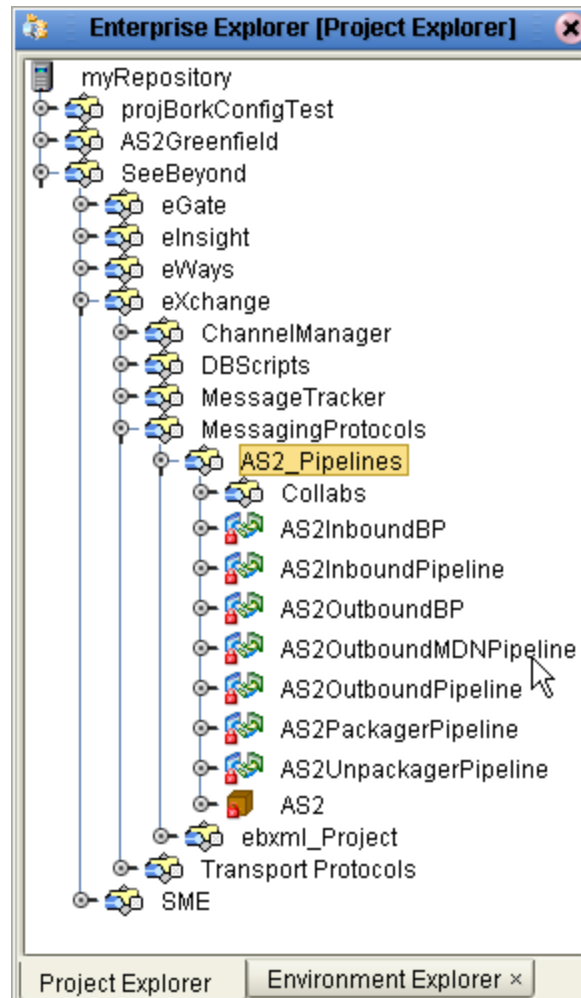 Enterprise Explorer [Project Explorer]
myRepository
projBorkConfigTest
AS2Greenfield
SeeBeyond
eGate
eInsight
eWays
eXchange
ChannelManager
DBScripts
MessageTracker
MessagingProtocols
AS2_Pipelines
Collabs
AS2InboundBP
AS2InboundPipeline
AS2OutboundBP
AS2OutboundMDNPipeline
AS2OutboundPipeline
AS2PackagerPipeline
AS2UnpackagerPipeline
AS2
ebxml_Project
Transport Protocols
SME
Project Explorer Environment Explorer ×